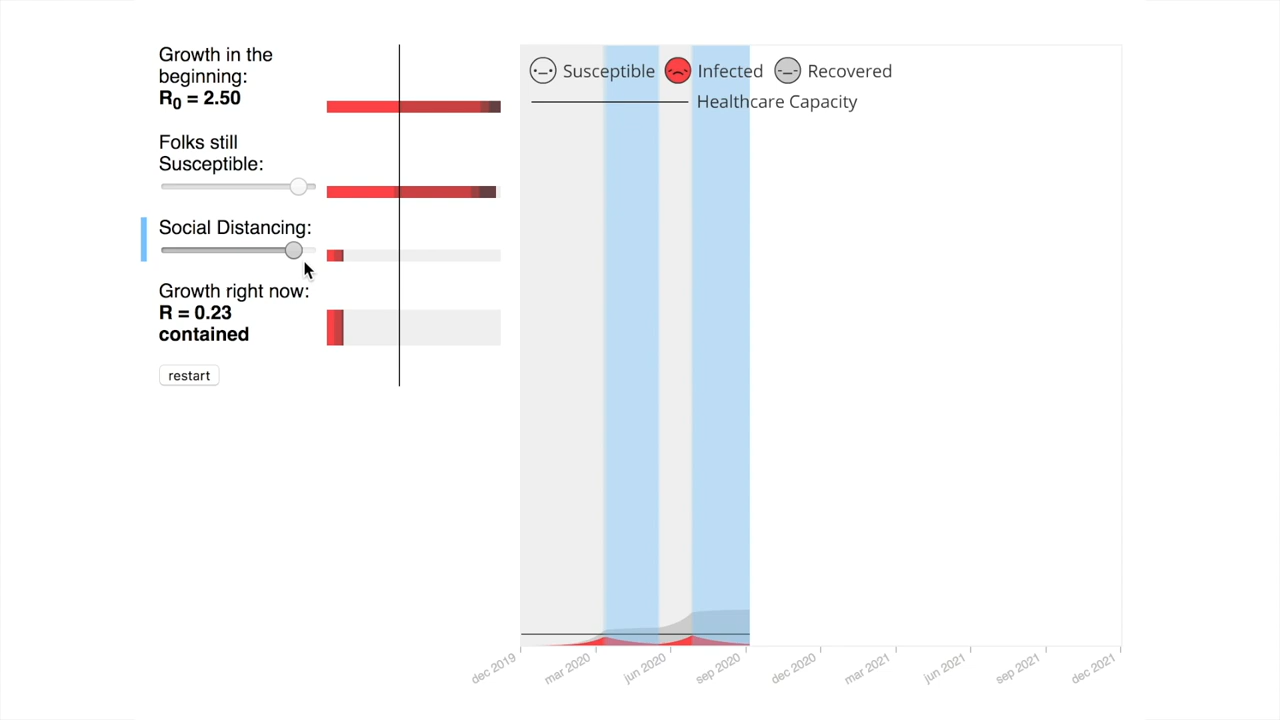 Growth in the
beginning:
R0 = 2.50
Folks still
Susceptible:
Social Distancing:
Growth right now:
R = 0.23
contained
restart
Susceptible
Infected
Recovered
Healthcare Capacity
dec 2019
mar 2020
jun 2020
sep 2020
dec 2020
mar 2021
jun 2021
sep 2021
dec 2021